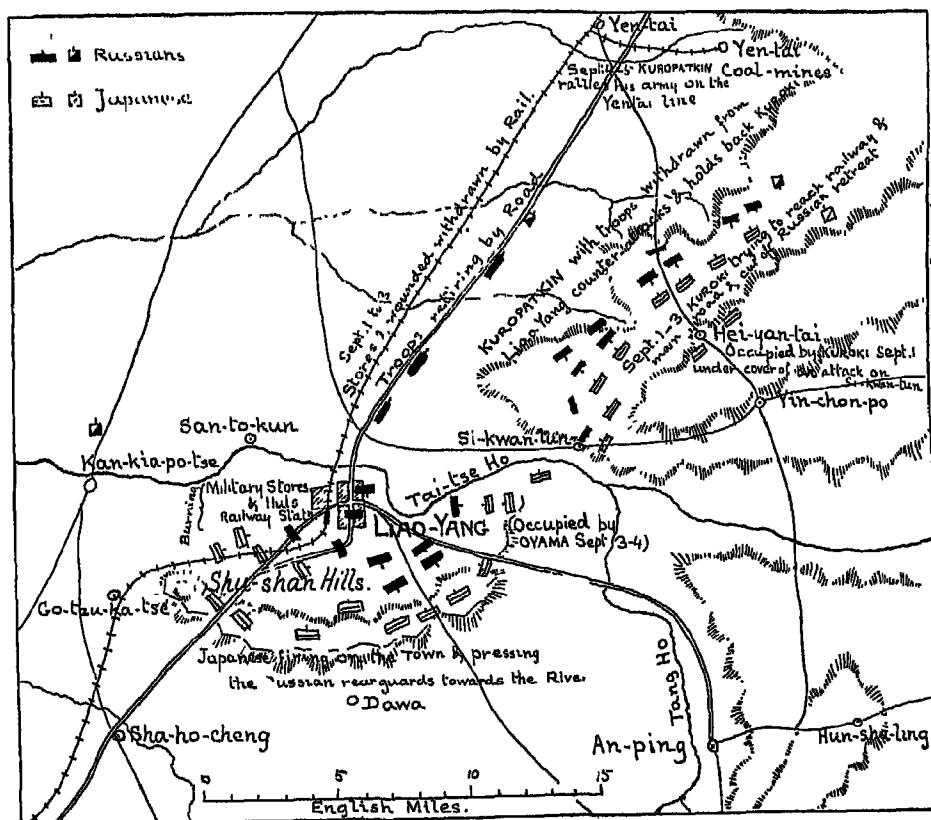 Russians
Japanese
Yen-tai
Yen-tai
Coal-mines
Sept. 4-5 KUROPATKIN
rallies his army on the
Yentai line
Sept. 1 to 3
Stores & wounded withdrawn by Rail.
Troops retiring by Road
KUROPATKIN with troops withdrawn from
Liao Yang counter-attacks & holds back KUROKI
Sept. 1-3 KUROKI trying to reach railway &
main road & cut off Russian retreat
Hei-yan-tai
Occupied by KUROKI Sept. 1
under cover of an attack on
Si-kwan-tun
Yin-chon-po
Si-kwan-tun
San-to-kun
Kan-kia-po-tse
Tai-tse Ho
Burning
Military Stores
& Huts
Railway Statn
LIAO-YANG
(Occupied by
OYAMA Sept. 3-4)
Shu-shan Hills.
Go-tzu-ka-tse
Japanese firing on the Town & pressing
the Russian rearguards towards the River
Dawa
Tang Ho
Sha-ho-cheng
An-ping
Hun-sha-ling
0 5 10 15
English Miles.